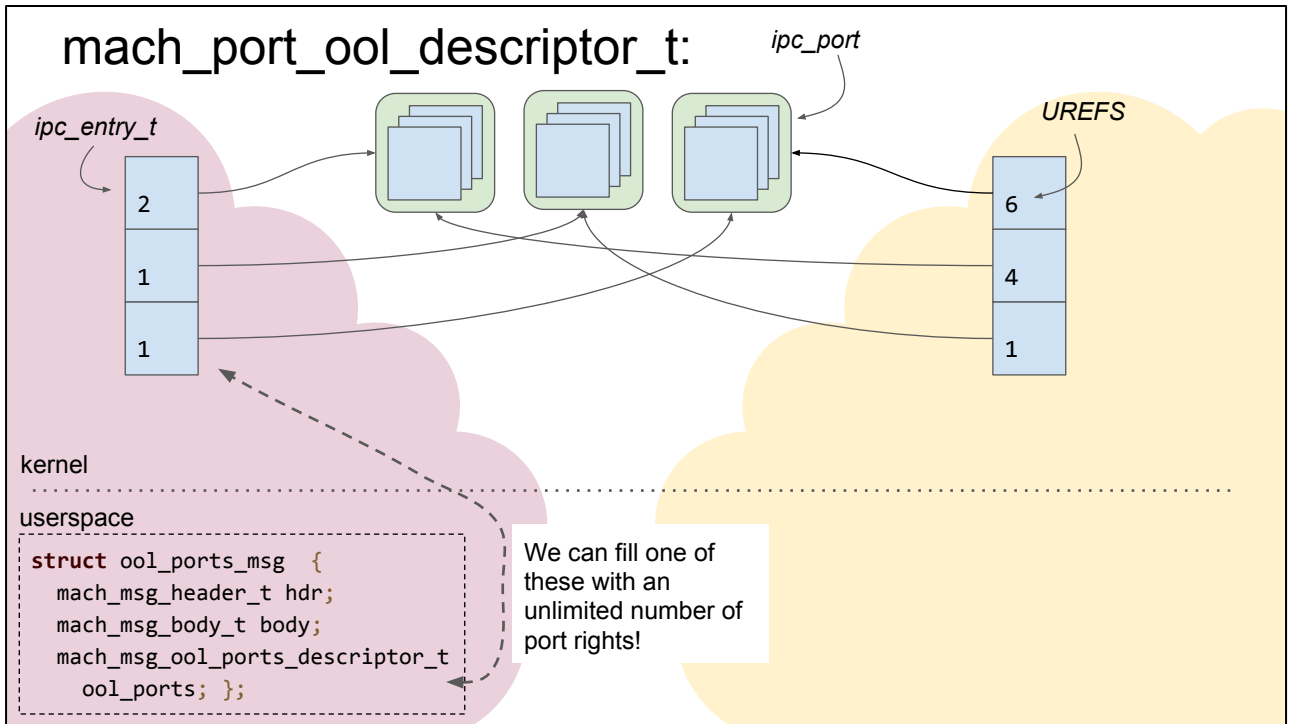 mach_port_ool_descriptor_t:
ipc_port
ipc_entry_t
UREFS
2
1
1
6
4
1
kernel
userspace
struct ool_ports_msg  {
  mach_msg_header_t hdr;
  mach_msg_body_t body;
  mach_msg_ool_ports_descriptor_t
    ool_ports; };
We can fill one of
these with an
unlimited number of
port rights!